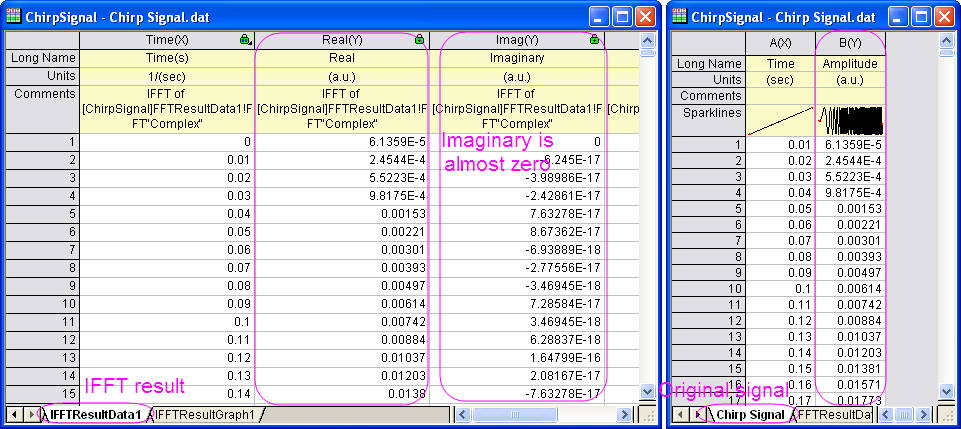 ChirpSignal - Chirp Signal.dat
Time(X) Real(Y) Imag(Y)
Long Name Time(s) Real Imaginary
Units 1/(sec) (a.u.) (a.u.)
Comments IFFT of IFFT of IFFT of
[ChirpSignal]FFTResultData1!F [ChirpSignal]FFTResultData1!F [ChirpSignal]FFTResultData1!F [Chirp
FT"Complex" FT"Complex" FT"Complex"
1 0 6.1359E-5 0
2 0.01 2.4544E-4 -6.245E-17
3 0.02 5.5223E-4 -3.98986E-17
4 0.03 9.8175E-4 -2.42861E-17
5 0.04 0.00153 7.63278E-17
6 0.05 0.00221 8.67362E-17
7 0.06 0.00301 -6.93889E-18
8 0.07 0.00393 -2.77556E-17
9 0.08 0.00497 -3.46945E-18
10 0.09 0.00614 7.28584E-17
11 0.1 0.00742 3.46945E-18
12 0.11 0.00884 6.28837E-18
13 0.12 0.01037 1.64799E-16
14 0.13 0.01203 2.08167E-17
15 0.14 0.0138 -7.63278E-17
Imaginary is
almost zero
IFFT result
IFFTResultData1 IFFTResultGraph1
ChirpSignal - Chirp Signal.dat
A(X) B(Y)
Long Name Time Amplitude
Units (sec) (a.u.)
Comments
Sparklines
1 0.01 6.1359E-5
2 0.02 2.4544E-4
3 0.03 5.5223E-4
4 0.04 9.8175E-4
5 0.05 0.00153
6 0.06 0.00221
7 0.07 0.00301
8 0.08 0.00393
9 0.09 0.00497
10 0.1 0.00614
11 0.11 0.00742
12 0.12 0.00884
13 0.13 0.01037
14 0.14 0.01203
15 0.15 0.01381
16 0.16 0.01571
17 0.17 0.01773
Original signal
Chirp Signal FFTResultDa